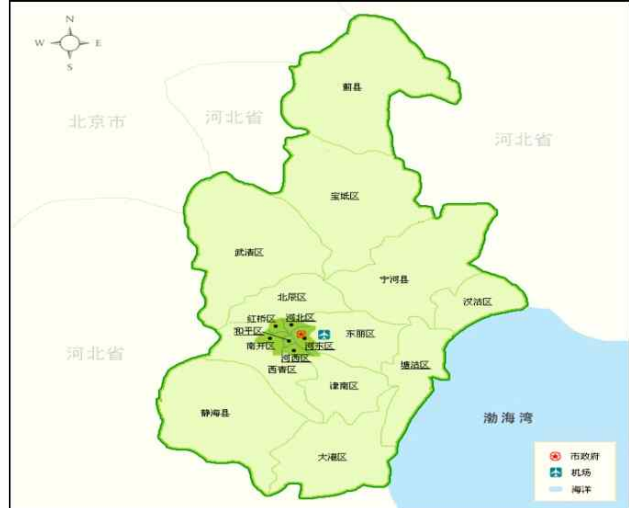 N
W E
S
蓟县
北京市
河北省
河北省
宝坻区
武清区
宁河县
汉沽区
北辰区
红桥区
河北区
和平区
东丽区
南开区
河东区
河西区
塘沽区
西青区
津南区
河北省
静海县
大港区
渤海湾
市政府
机场
海洋